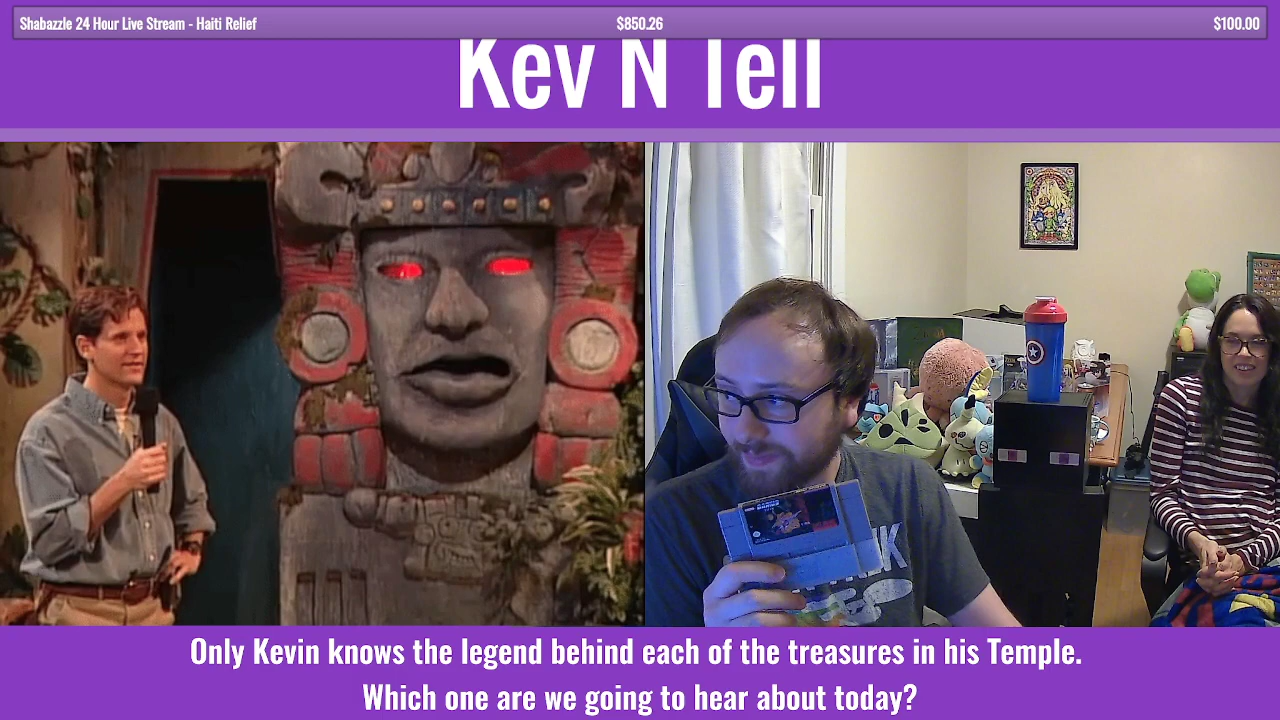 Shabazzle 24 Hour Live Stream - Haiti Relief
$850.26
$100.00
Kev N Tell
Only Kevin knows the legend behind each of the treasures in his Temple.
Which one are we going to hear about today?